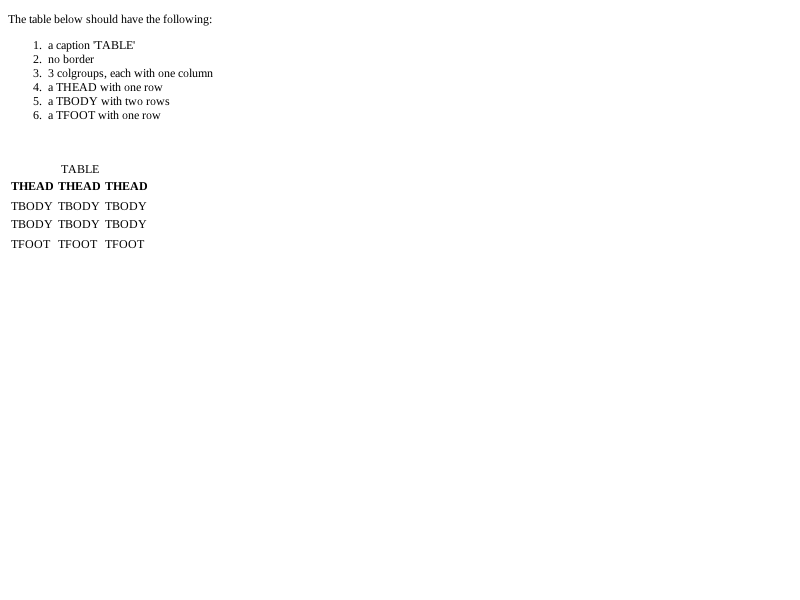 The table below should have the following:
1. a caption 'TABLE'
2. no border
3. 3 colgroups, each with one column
4. a THEAD with one row
5. a TBODY with two rows
6. a TFOOT with one row
TABLE
THEAD THEAD THEAD
TBODY TBODY TBODY
TBODY TBODY TBODY
TFOOT TFOOT TFOOT